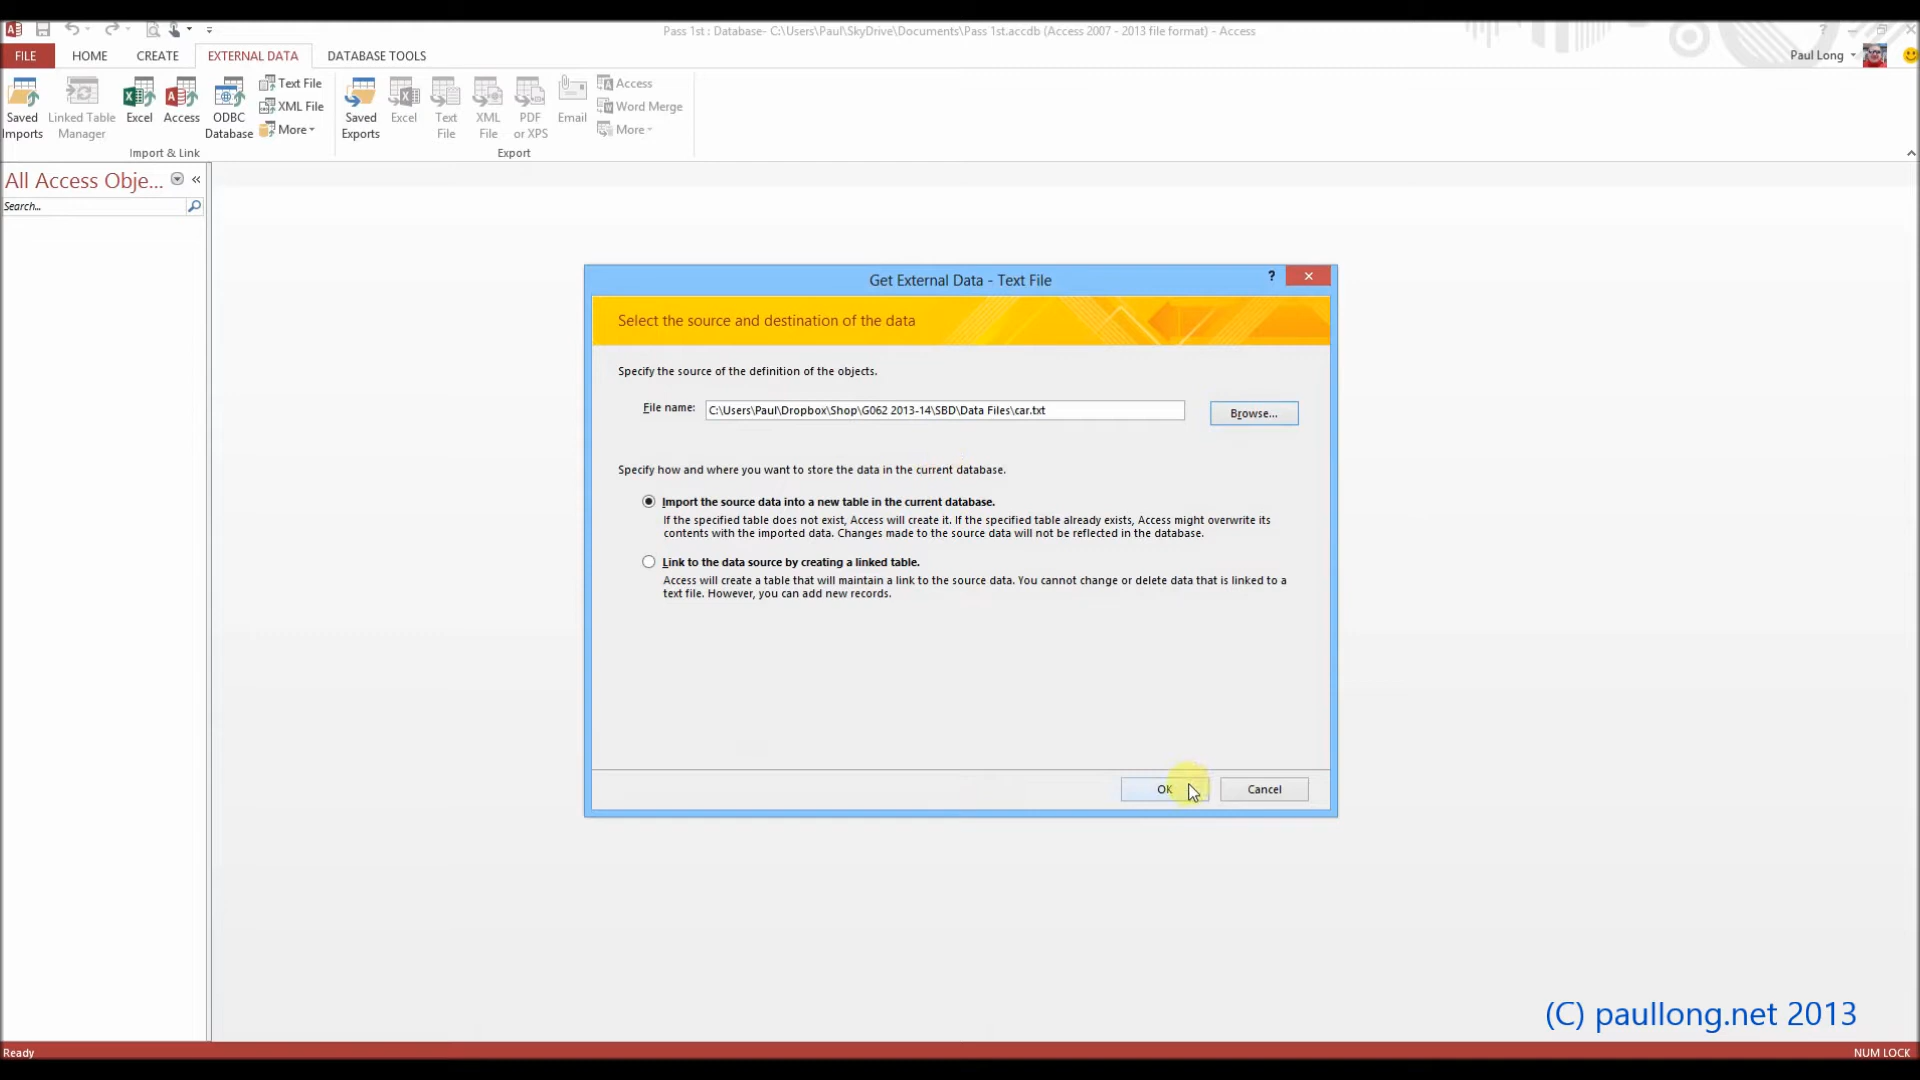 Pass 1st : Database- C:\Users\Paul\SkyDrive\Documents\Pass 1st.accdb (Access 2007 - 2013 file format) - Access
FILE HOME CREATE EXTERNAL DATA DATABASE TOOLS Paul Long
Saved Imports
Linked Table Manager
Excel
Access
ODBC Database
Text File
XML File
More
Saved Exports
Excel
Text File
XML File
PDF or XPS
Email
Access
Word Merge
More
Import & Link
Export
All Access Obje...
Search...
Get External Data - Text File
Select the source and destination of the data
Specify the source of the definition of the objects.
File name: C:\Users\Paul\Dropbox\Shop\G062 2013-14\SBD\Data Files\car.txt Browse...
Specify how and where you want to store the data in the current database.
Import the source data into a new table in the current database.
If the specified table does not exist, Access will create it. If the specified table already exists, Access might overwrite its
contents with the imported data. Changes made to the source data will not be reflected in the database.
Link to the data source by creating a linked table.
Access will create a table that will maintain a link to the source data. You cannot change or delete data that is linked to a
text file. However, you can add new records.
OK Cancel
(C) paullong.net 2013
Ready NUM LOCK